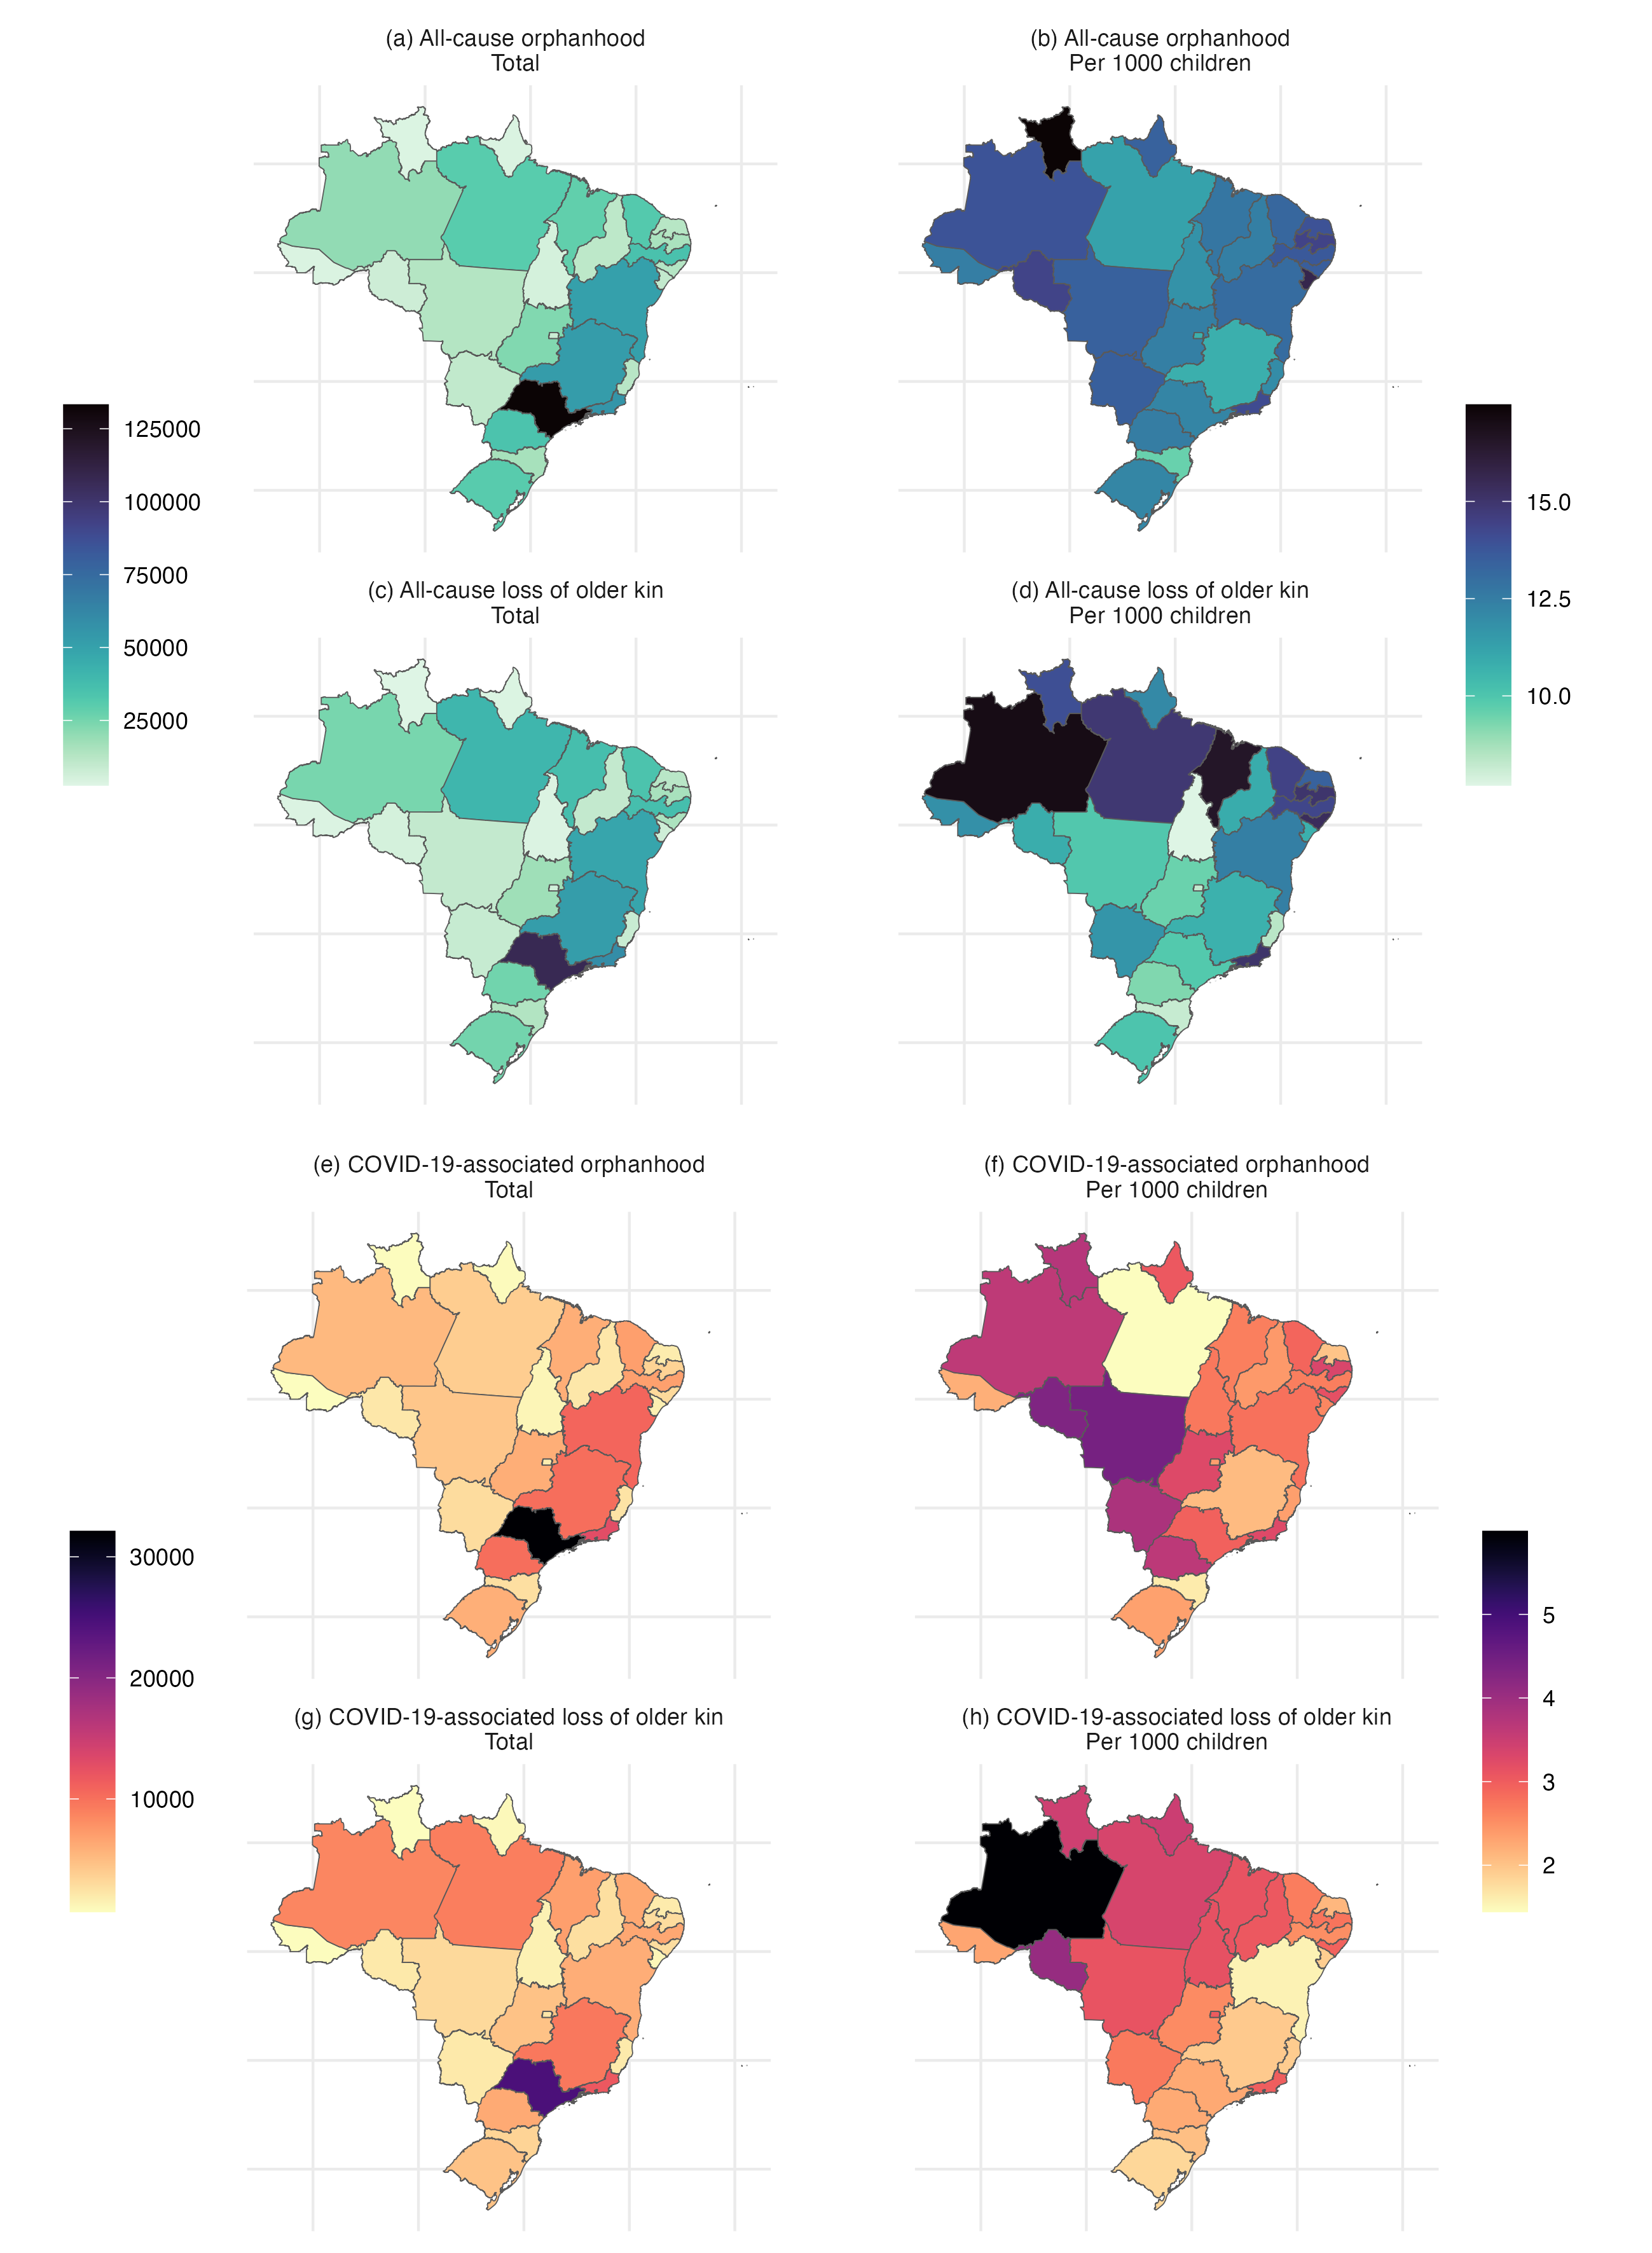 (a) All-cause orphanhood
Total
(b) All-cause orphanhood
Per 1000 children
125000
100000
75000
50000
25000
15.0
12.5
10.0
(c) All-cause loss of older kin
Total
(d) All-cause loss of older kin
Per 1000 children
(e) COVID-19-associated orphanhood
Total
(f) COVID-19-associated orphanhood
Per 1000 children
30000
20000
10000
5
4
3
2
(g) COVID-19-associated loss of older kin
Total
(h) COVID-19-associated loss of older kin
Per 1000 children